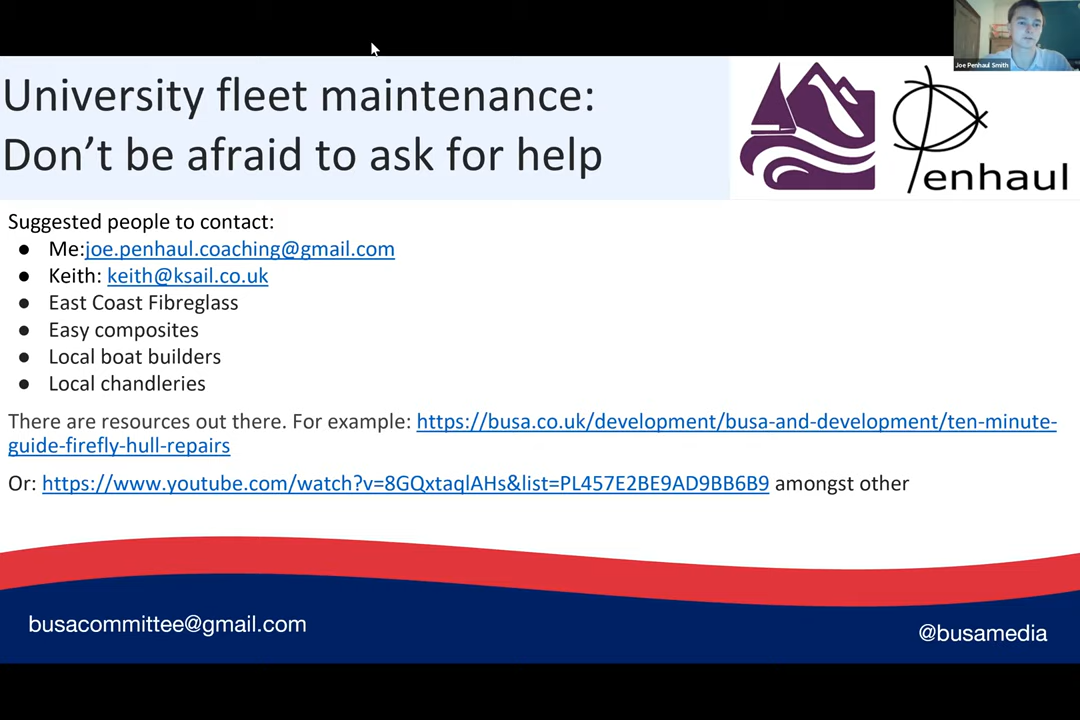 Joe Penhaul Smith
University fleet maintenance:
Don't be afraid to ask for help
Penhaul
Suggested people to contact:
● Me:joe.penhaul.coaching@gmail.com
● Keith: keith@ksail.co.uk
● East Coast Fibreglass
● Easy composites
● Local boat builders
● Local chandleries
There are resources out there. For example: https://busa.co.uk/development/busa-and-development/ten-minute-
guide-firefly-hull-repairs
Or: https://www.youtube.com/watch?v=8GQxtaqlAHs&list=PL457E2BE9AD9BB6B9 amongst other
busacommittee@gmail.com
@busamedia